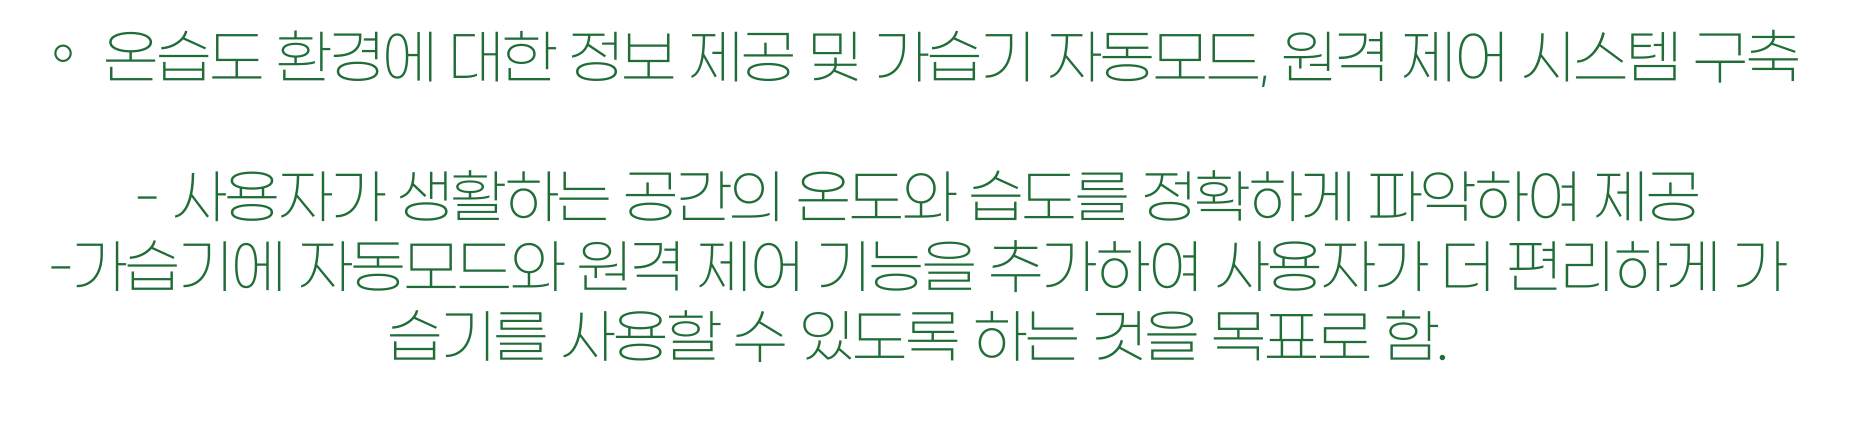 ◦ 온습도 환경에 대한 정보 제공 및 가습기 자동모드, 원격 제어 시스템 구축
- 사용자가 생활하는 공간의 온도와 습도를 정확하게 파악하여 제공
-가습기에 자동모드와 원격 제어 기능을 추가하여 사용자가 더 편리하게 가
습기를 사용할 수 있도록 하는 것을 목표로 함.